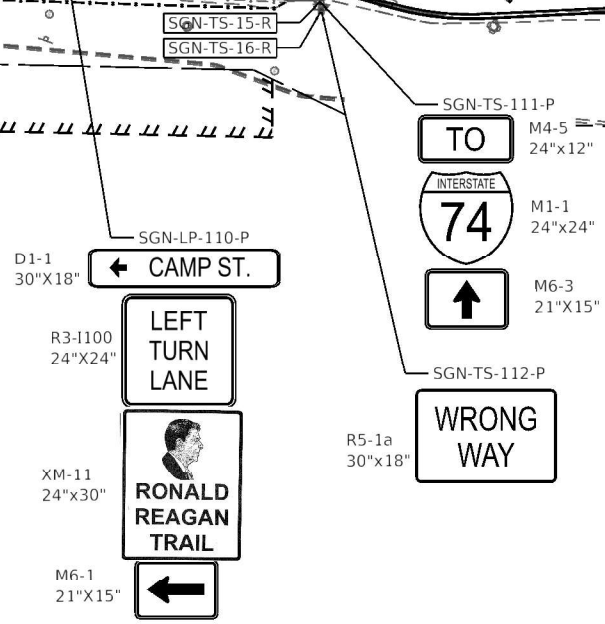 SGN-TS-15-R
SGN-TS-16-R
SGN-TS-111-P
TO
M4-5
24"x12"
INTERSTATE
74
M1-1
24"x24"
M6-3
21"X15"
SGN-LP-110-P
D1-1
30"X18"
CAMP ST.
R3-I100
24"X24"
LEFT
TURN
LANE
XM-11
24"x30"
RONALD
REAGAN
TRAIL
M6-1
21"X15"
SGN-TS-112-P
R5-1a
30"x18"
WRONG
WAY